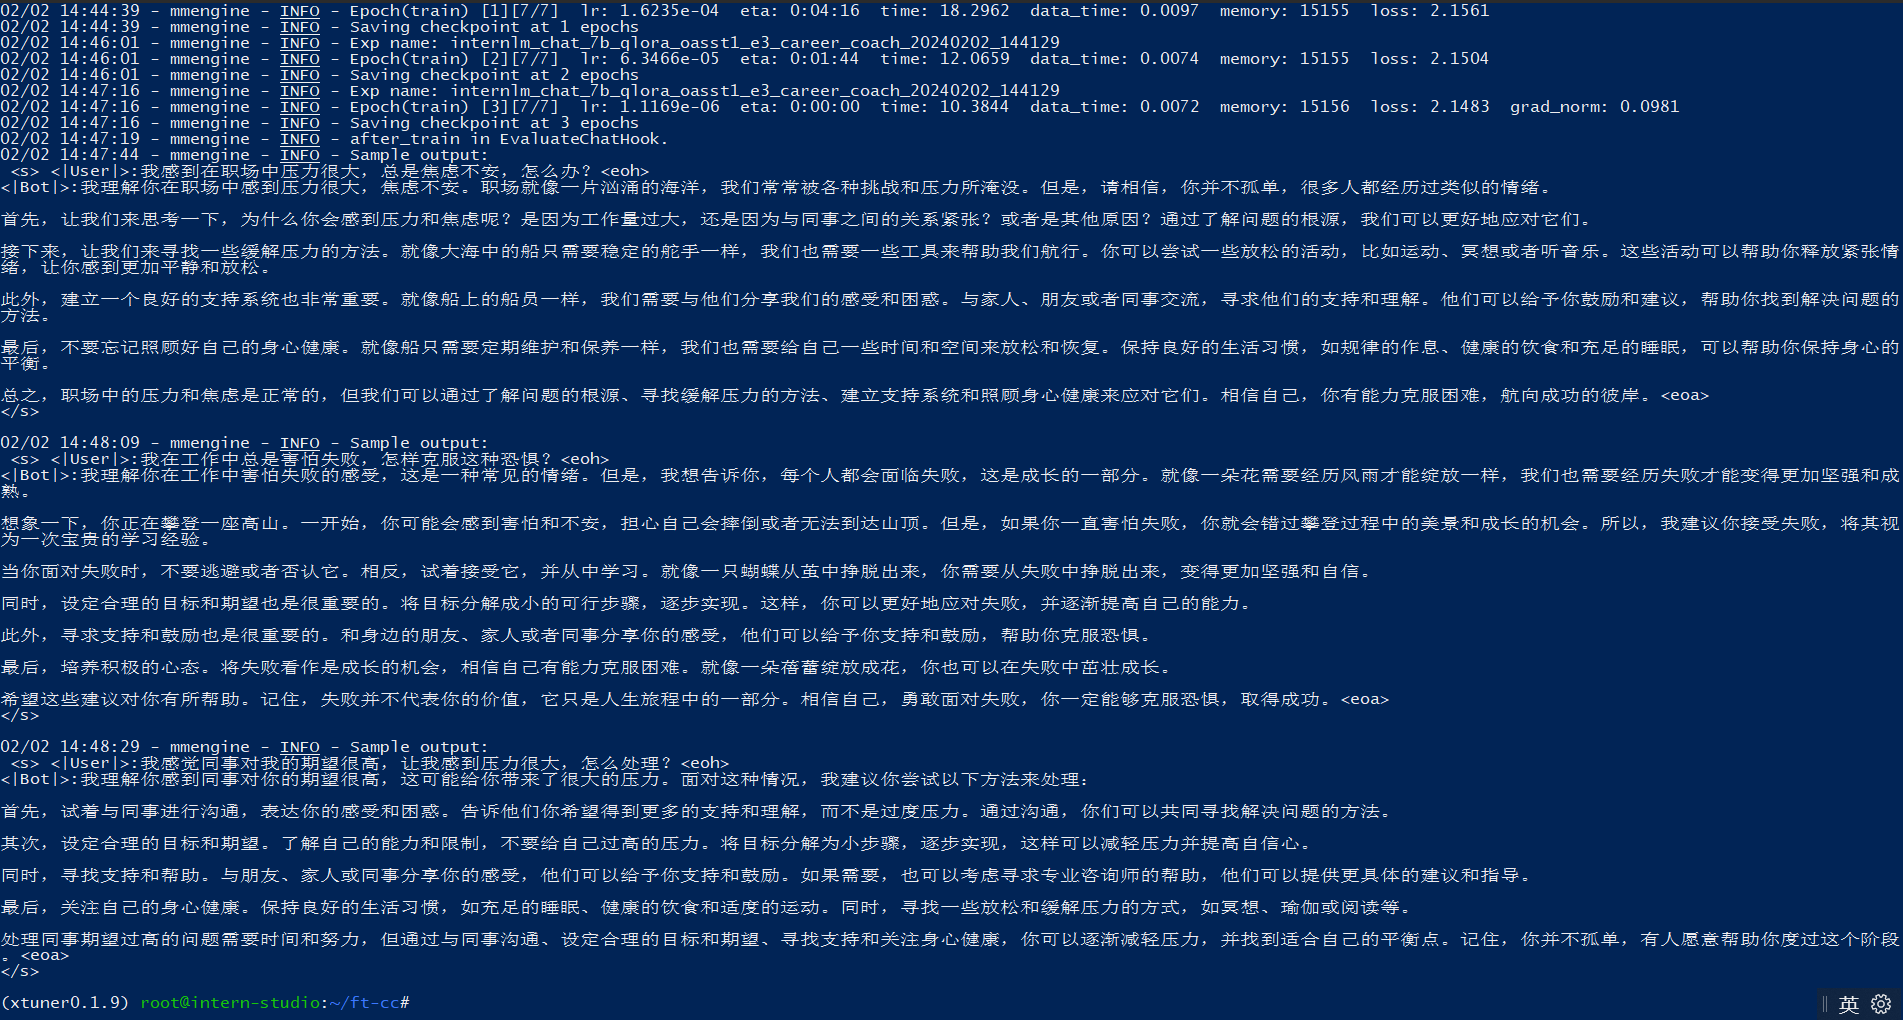 02/02 14:44:39 - mmengine - INFO - Epoch(train) [1][7/7]  lr: 1.6235e-04  eta: 0:04:16  time: 18.2962  data_time: 0.0097  memory: 15155  loss: 2.1561
02/02 14:44:39 - mmengine - INFO - Saving checkpoint at 1 epochs
02/02 14:46:01 - mmengine - INFO - Exp name: internlm_chat_7b_qlora_oasst1_e3_career_coach_20240202_144129
02/02 14:46:01 - mmengine - INFO - Epoch(train) [2][7/7]  lr: 6.3466e-05  eta: 0:01:44  time: 12.0659  data_time: 0.0074  memory: 15155  loss: 2.1504
02/02 14:46:01 - mmengine - INFO - Saving checkpoint at 2 epochs
02/02 14:47:16 - mmengine - INFO - Exp name: internlm_chat_7b_qlora_oasst1_e3_career_coach_20240202_144129
02/02 14:47:16 - mmengine - INFO - Epoch(train) [3][7/7]  lr: 1.1169e-06  eta: 0:00:00  time: 10.3844  data_time: 0.0072  memory: 15156  loss: 2.1483  grad_norm: 0.0981
02/02 14:47:16 - mmengine - INFO - Saving checkpoint at 3 epochs
02/02 14:47:19 - mmengine - INFO - after_train in EvaluateChatHook.
02/02 14:47:44 - mmengine - INFO - Sample output:
<s> <|User|>:我感到在职场中压力很大，总是焦虑不安，怎么办？<eoh>
<|Bot|>:我理解你在职场中感到压力很大，焦虑不安。职场就像一片汹涌的海洋，我们常常被各种挑战和压力所淹没。但是，请相信，你并不孤单，很多人都经历过类似的情绪。
首先，让我们来思考一下，为什么你会感到压力和焦虑呢？是因为工作量过大，还是因为与同事之间的关系紧张？或者是其他原因？通过了解问题的根源，我们可以更好地应对它们。
接下来，让我们来寻找一些缓解压力的方法。就像大海中的船只需要稳定的舵手一样，我们也需要一些工具来帮助我们航行。你可以尝试一些放松的活动，比如运动、冥想或者听音乐。这些活动可以帮助你释放紧张情
绪，让你感到更加平静和放松。
此外，建立一个良好的支持系统也非常重要。就像船上的船员一样，我们需要与他们分享我们的感受和困惑。与家人、朋友或者同事交流，寻求他们的支持和理解。他们可以给予你鼓励和建议，帮助你找到解决问题的
方法。
最后，不要忘记照顾好自己的身心健康。就像船只需要定期维护和保养一样，我们也需要给自己一些时间和空间来放松和恢复。保持良好的生活习惯，如规律的作息、健康的饮食和充足的睡眠，可以帮助你保持身心的
平衡。
总之，职场中的压力和焦虑是正常的，但我们可以通过了解问题的根源、寻找缓解压力的方法、建立支持系统和照顾身心健康来应对它们。相信自己，你有能力克服困难，航向成功的彼岸。<eoa>
</s>
02/02 14:48:09 - mmengine - INFO - Sample output:
<s> <|User|>:我在工作中总是害怕失败，怎样克服这种恐惧？<eoh>
<|Bot|>:我理解你在工作中害怕失败的感受，这是一种常见的情绪。但是，我想告诉你，每个人都会面临失败，这是成长的一部分。就像一朵花需要经历风雨才能绽放一样，我们也需要经历失败才能变得更加坚强和成
熟。
想象一下，你正在攀登一座高山。一开始，你可能会感到害怕和不安，担心自己会摔倒或者无法到达山顶。但是，如果你一直害怕失败，你就会错过攀登过程中的美景和成长的机会。所以，我建议你接受失败，将其视
为一次宝贵的学习经验。
当你面对失败时，不要逃避或者否认它。相反，试着接受它，并从中学习。就像一只蝴蝶从茧中挣脱出来，你需要从失败中挣脱出来，变得更加坚强和自信。
同时，设定合理的目标和期望也是很重要的。将目标分解成小的可行步骤，逐步实现。这样，你可以更好地应对失败，并逐渐提高自己的能力。
此外，寻求支持和鼓励也是很重要的。和身边的朋友、家人或者同事分享你的感受，他们可以给予你支持和鼓励，帮助你克服恐惧。
最后，培养积极的心态。将失败看作是成长的机会，相信自己有能力克服困难。就像一朵蓓蕾绽放成花，你也可以在失败中茁壮成长。
希望这些建议对你有所帮助。记住，失败并不代表你的价值，它只是人生旅程中的一部分。相信自己，勇敢面对失败，你一定能够克服恐惧，取得成功。<eoa>
</s>
02/02 14:48:29 - mmengine - INFO - Sample output:
<s> <|User|>:我感觉同事对我的期望很高，让我感到压力很大，怎么处理？<eoh>
<|Bot|>:我理解你感到同事对你的期望很高，这可能给你带来了很大的压力。面对这种情况，我建议你尝试以下方法来处理：
首先，试着与同事进行沟通，表达你的感受和困惑。告诉他们你希望得到更多的支持和理解，而不是过度压力。通过沟通，你们可以共同寻找解决问题的方法。
其次，设定合理的目标和期望。了解自己的能力和限制，不要给自己过高的压力。将目标分解为小步骤，逐步实现，这样可以减轻压力并提高自信心。
同时，寻找支持和帮助。与朋友、家人或同事分享你的感受，他们可以给予你支持和鼓励。如果需要，也可以考虑寻求专业咨询师的帮助，他们可以提供更具体的建议和指导。
最后，关注自己的身心健康。保持良好的生活习惯，如充足的睡眠、健康的饮食和适度的运动。同时，寻找一些放松和缓解压力的方式，如冥想、瑜伽或阅读等。
处理同事期望过高的问题需要时间和努力，但通过与同事沟通、设定合理的目标和期望、寻找支持和关注身心健康，你可以逐渐减轻压力，并找到适合自己的平衡点。记住，你并不孤单，有人愿意帮助你度过这个阶段
。<eoa>
</s>
(xtuner0.1.9) root@intern-studio:~/ft-cc#
英